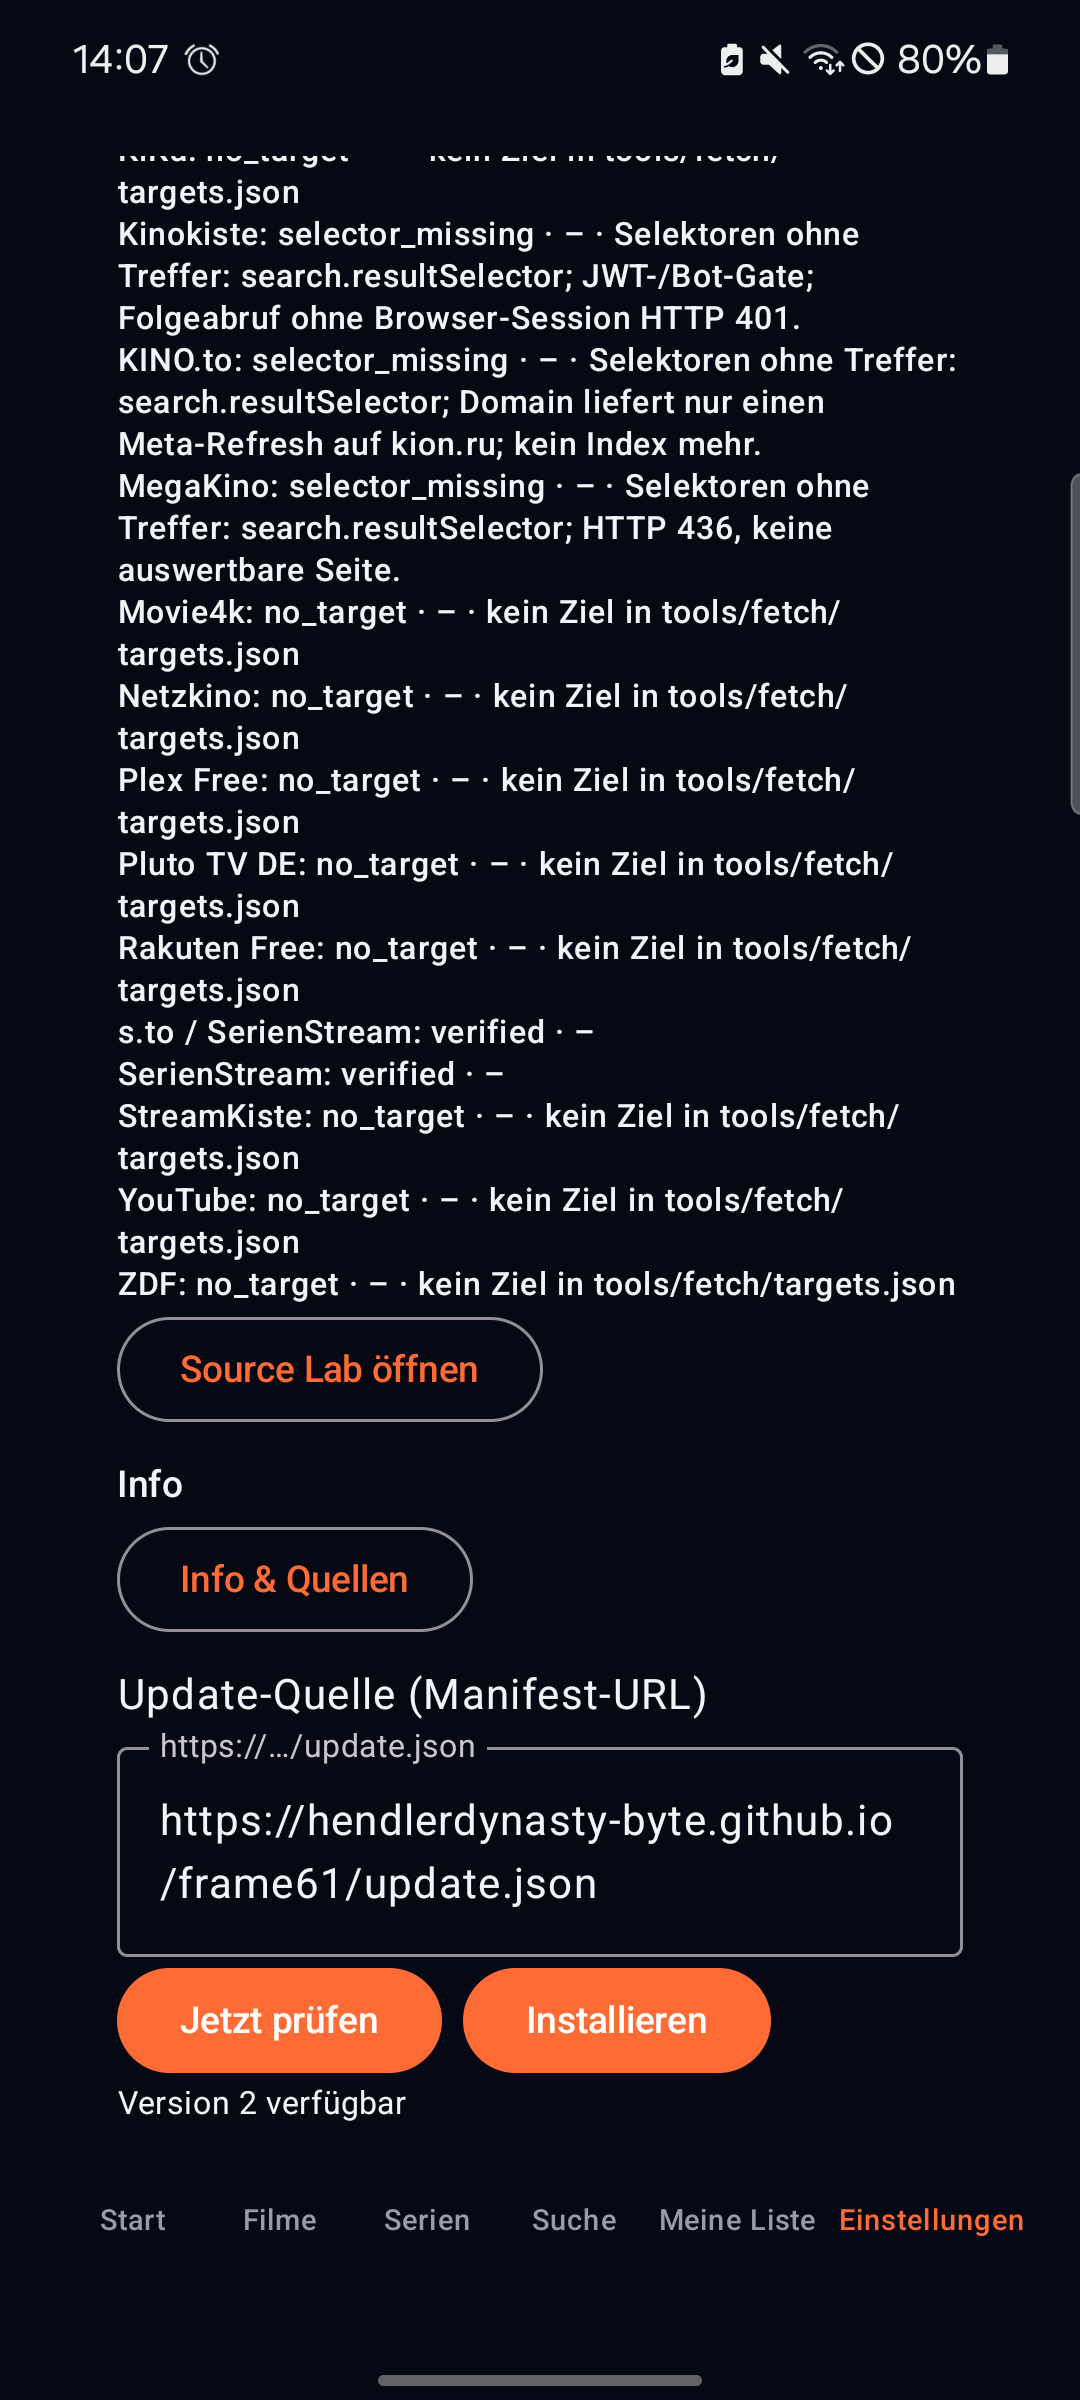 14:07
80%
targets.json
Kinokiste: selector_missing · – · Selektoren ohne
Treffer: search.resultSelector; JWT-/Bot-Gate;
Folgeabruf ohne Browser-Session HTTP 401.
KINO.to: selector_missing · – · Selektoren ohne Treffer:
search.resultSelector; Domain liefert nur einen
Meta-Refresh auf kion.ru; kein Index mehr.
MegaKino: selector_missing · – · Selektoren ohne
Treffer: search.resultSelector; HTTP 436, keine
auswertbare Seite.
Movie4k: no_target · – · kein Ziel in tools/fetch/
targets.json
Netzkino: no_target · – · kein Ziel in tools/fetch/
targets.json
Plex Free: no_target · – · kein Ziel in tools/fetch/
targets.json
Pluto TV DE: no_target · – · kein Ziel in tools/fetch/
targets.json
Rakuten Free: no_target · – · kein Ziel in tools/fetch/
targets.json
s.to / SerienStream: verified · –
SerienStream: verified · –
StreamKiste: no_target · – · kein Ziel in tools/fetch/
targets.json
YouTube: no_target · – · kein Ziel in tools/fetch/
targets.json
ZDF: no_target · – · kein Ziel in tools/fetch/targets.json
Source Lab öffnen
Info
Info & Quellen
Update-Quelle (Manifest-URL)
https://…/update.json
https://hendlerdynasty-byte.github.io
/frame61/update.json
Jetzt prüfen
Installieren
Version 2 verfügbar
Start
Filme
Serien
Suche
Meine Liste
Einstellungen